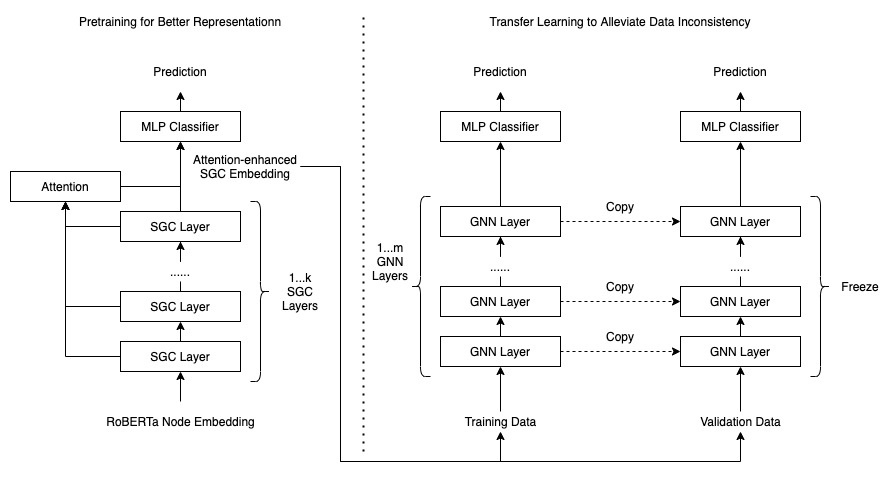 Pretraining for Better Representationn
Transfer Learning to Alleviate Data Inconsistency
Prediction
MLP Classifier
Attention-enhanced
SGC Embedding
Attention
SGC Layer
......
SGC Layer
SGC Layer
1...k
SGC
Layers
RoBERTa Node Embedding
Prediction
MLP Classifier
GNN Layer
......
GNN Layer
GNN Layer
1...m
GNN
Layers
Training Data
Copy
Copy
Copy
Prediction
MLP Classifier
GNN Layer
......
GNN Layer
GNN Layer
Freeze
Validation Data